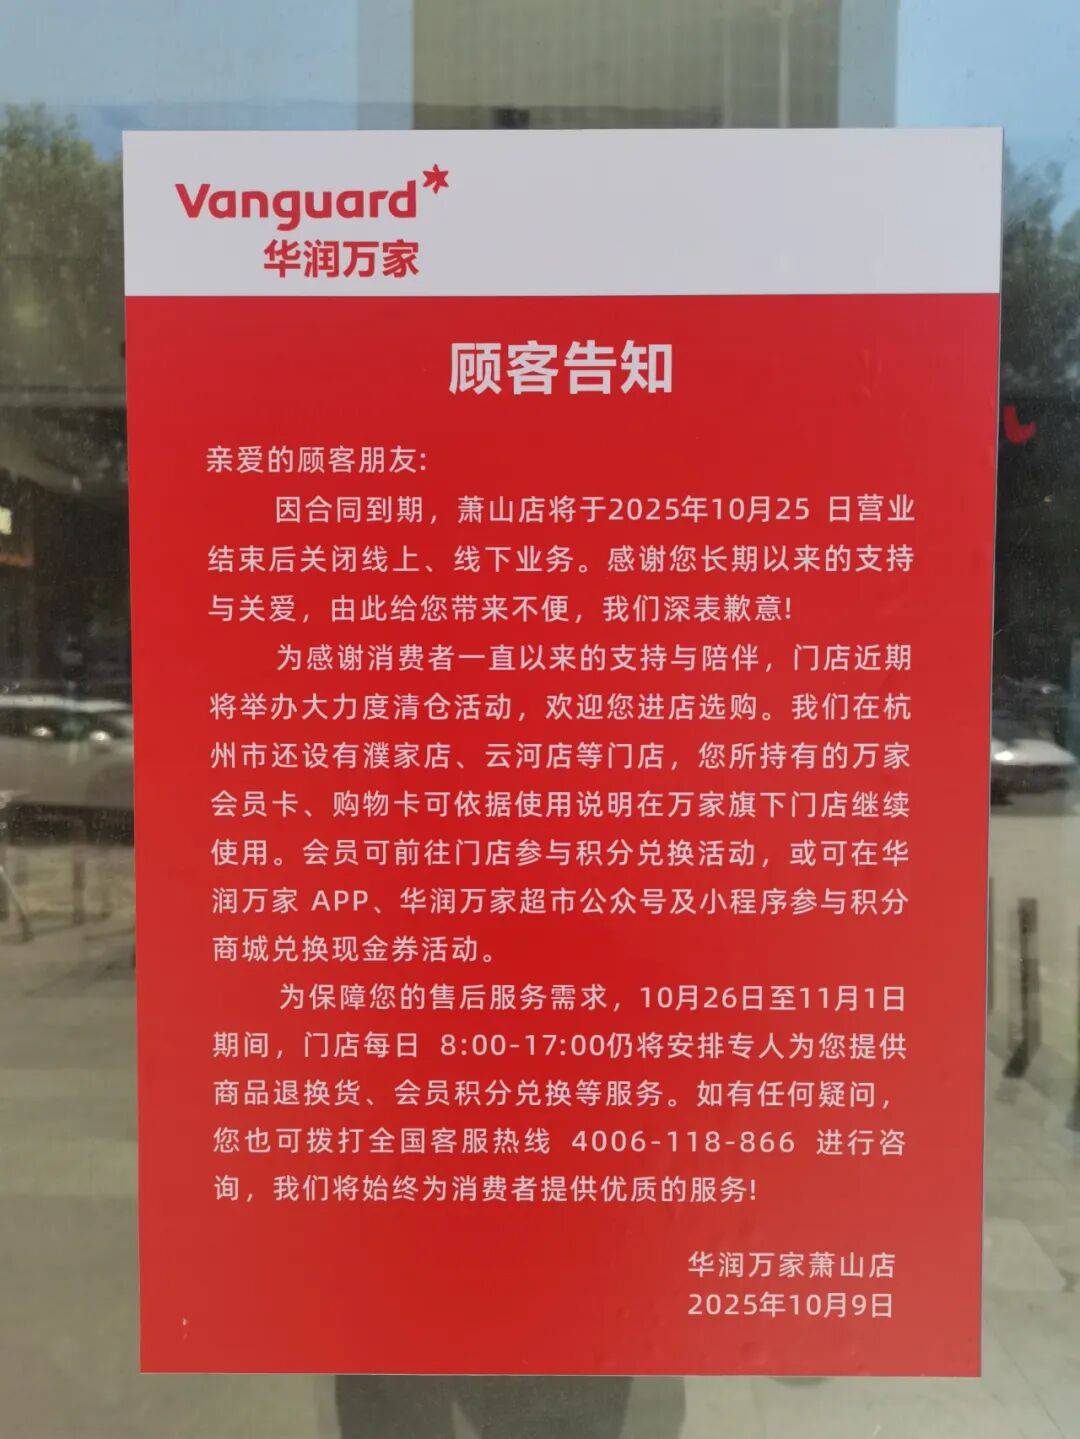 Vanguard
华润万家
顾客告知
亲爱的顾客朋友:
因合同到期，萧山店将于2025年10月25 日营业
结束后关闭线上、线下业务。感谢您长期以来的支持
与关爱，由此给您带来不便，我们深表歉意!
为感谢消费者一直以来的支持与陪伴，门店近期
将举办大力度清仓活动，欢迎您进店选购。我们在杭
州市还设有濮家店、云河店等门店，您所持有的万家
会员卡、购物卡可依据使用说明在万家旗下门店继续
使用。会员可前往门店参与积分兑换活动，或可在华
润万家 APP、华润万家超市公众号及小程序参与积分
商城兑换现金券活动。
为保障您的售后服务需求，10月26日至11月1日
期间，门店每日 8:00-17:00仍将安排专人为您提供
商品退换货、会员积分兑换等服务。如有任何疑问，
您也可拨打全国客服热线 4006-118-866 进行咨
询，我们将始终为消费者提供优质的服务!
华润万家萧山店
2025年10月9日